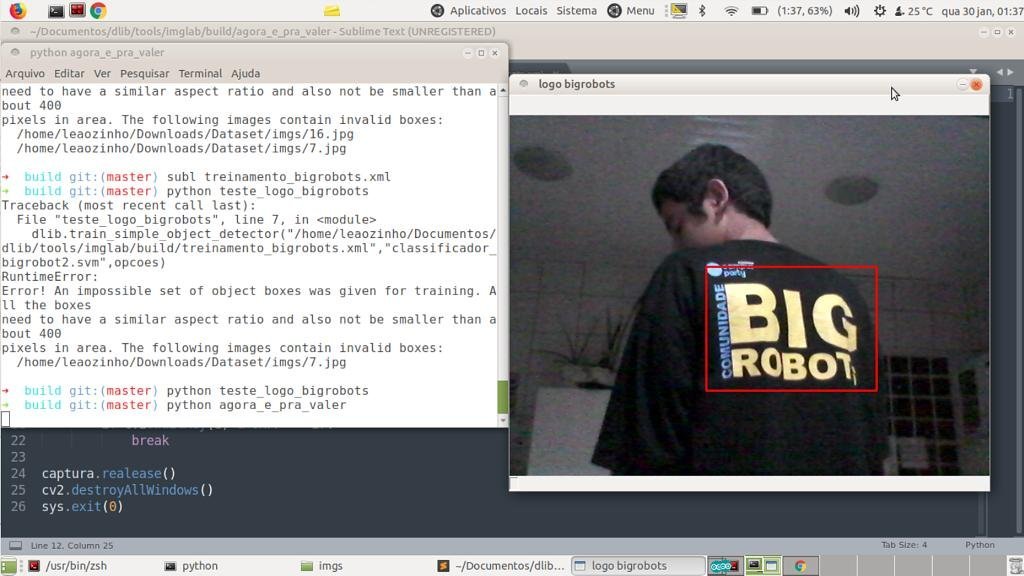 Aplicativos Locais Sistema Menu (1:37, 63%) 25 °C qua 30 jan, 01:37
~/Documentos/dlib/tools/imglab/build/agora_e_pra_valer - Sublime Text (UNREGISTERED)
python agora_e_pra_valer
Arquivo Editar Ver Pesquisar Terminal Ajuda
need to have a similar aspect ratio and also not be smaller than a
bout 400
pixels in area. The following images contain invalid boxes:
/home/leaozinho/Downloads/Dataset/imgs/16.jpg
/home/leaozinho/Downloads/Dataset/imgs/7.jpg
➜ build git:(master) subl treinamento_bigrobots.xml
➜ build git:(master) python teste_logo_bigrobots
Traceback (most recent call last):
File "teste_logo_bigrobots", line 7, in <module>
dlib.train_simple_object_detector("/home/leaozinho/Documentos/
dlib/tools/imglab/build/treinamento_bigrobots.xml","classificador_
bigrobot2.svm",opcoes)
RuntimeError:
Error! An impossible set of object boxes was given for training. A
ll the boxes
need to have a similar aspect ratio and also not be smaller than a
bout 400
pixels in area. The following images contain invalid boxes:
/home/leaozinho/Downloads/Dataset/imgs/7.jpg
➜ build git:(master) python teste_logo_bigrobots
➜ build git:(master) python agora_e_pra_valer
22 break
23
24 captura.realease()
25 cv2.destroyAllWindows()
26 sys.exit(0)
logo bigrobots
1
COMUNIDADE
BIG
ROBOT
Line 12, Column 25 Tab Size: 4 Python
/usr/bin/zsh python imgs ~/Documentos/dlib... logo bigrobots